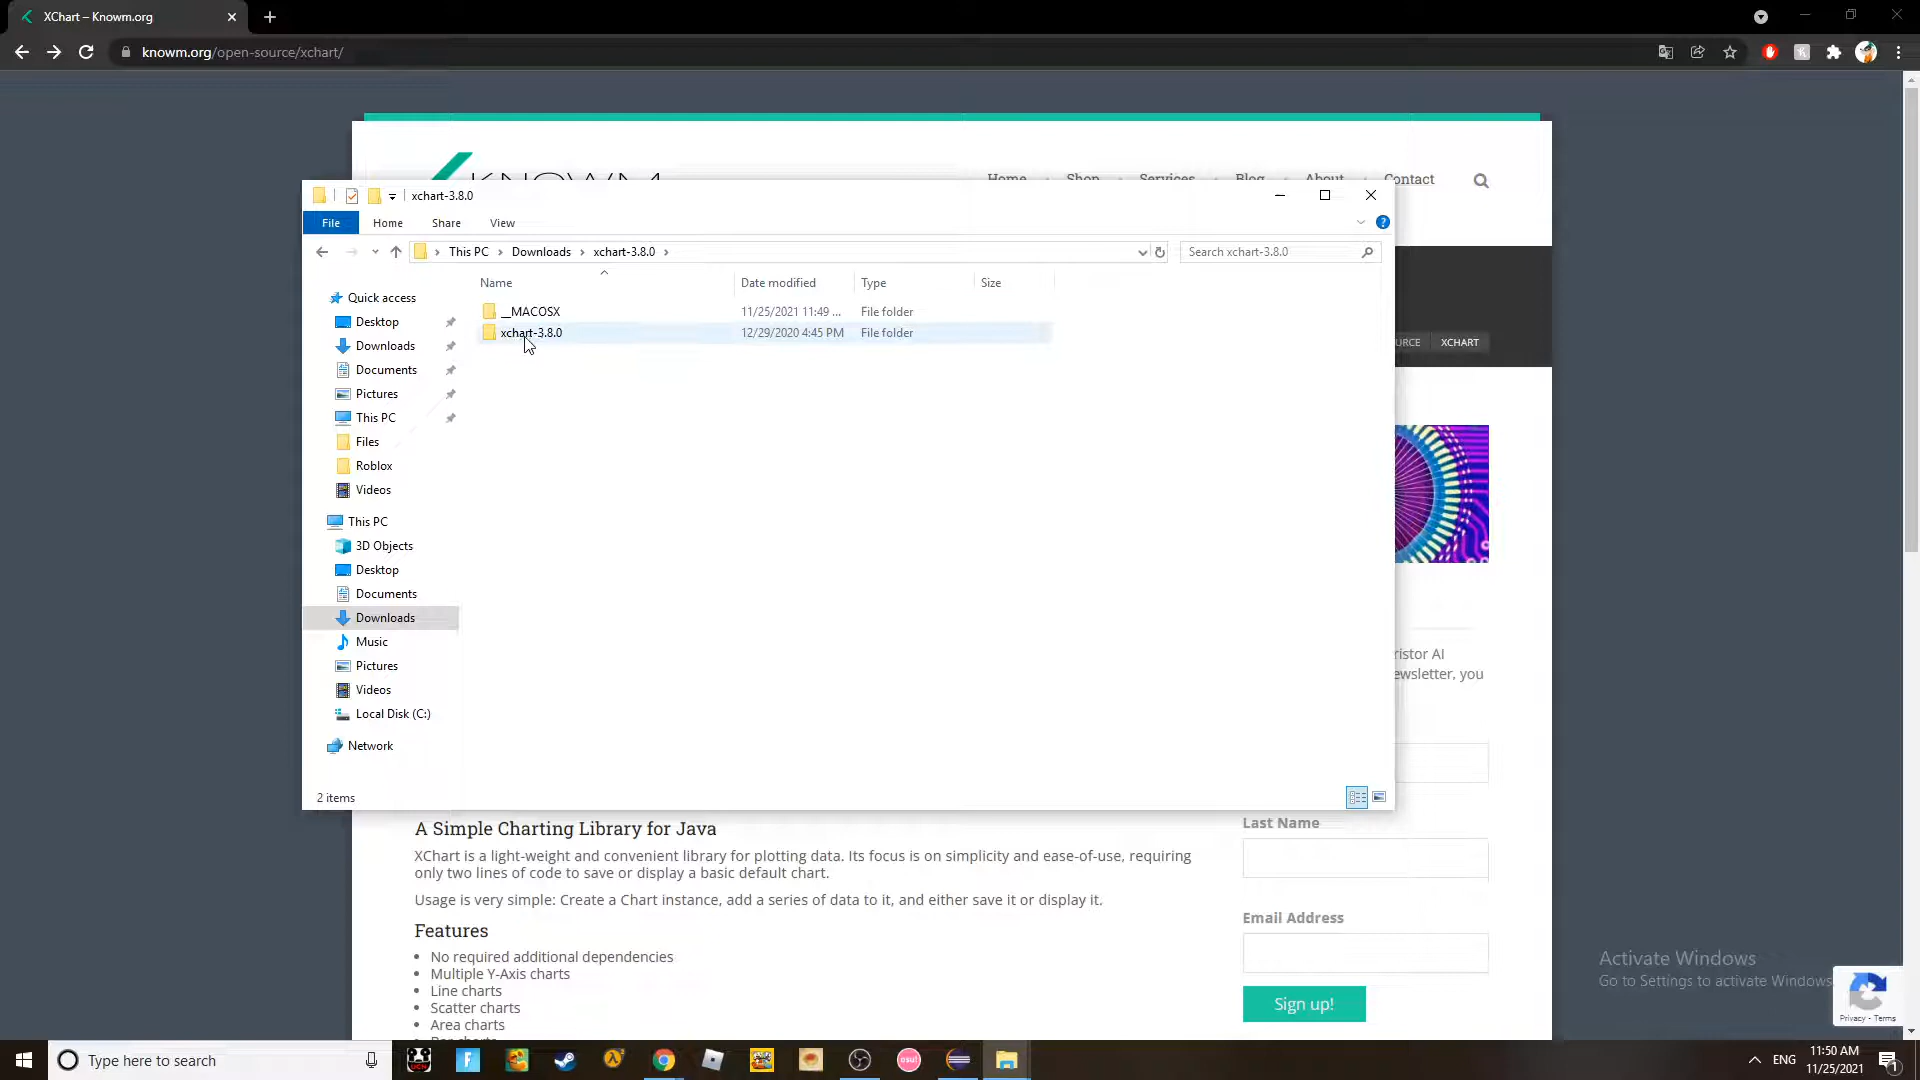 XChart – Knowm.org
knowm.org/open-source/xchart/
KNOWM
Home
Shop
Services
Blog
About
Contact
xchart-3.8.0
File
Home
Share
View
This PC
Downloads
xchart-3.8.0
Search xchart-3.8.0
Name
Date modified
Type
Size
__MACOSX
11/25/2021 11:49 ...
File folder
xchart-3.8.0
12/29/2020 4:45 PM
File folder
Quick access
Desktop
Downloads
Documents
Pictures
This PC
Files
Roblox
Videos
This PC
3D Objects
Desktop
Documents
Downloads
Music
Pictures
Videos
Local Disk (C:)
Network
2 items
URCE
XCHART
ristor AI
ewsletter, you
A Simple Charting Library for Java
XChart is a light-weight and convenient library for plotting data. Its focus is on simplicity and ease-of-use, requiring
only two lines of code to save or display a basic default chart.
Usage is very simple: Create a Chart instance, add a series of data to it, and either save it or display it.
Features
No required additional dependencies
Multiple Y-Axis charts
Line charts
Scatter charts
Area charts
Last Name
Email Address
Sign up!
Activate Windows
Go to Settings to activate Windows
Privacy - Terms
Type here to search
UCN
osu!
ENG
11:50 AM
11/25/2021
1